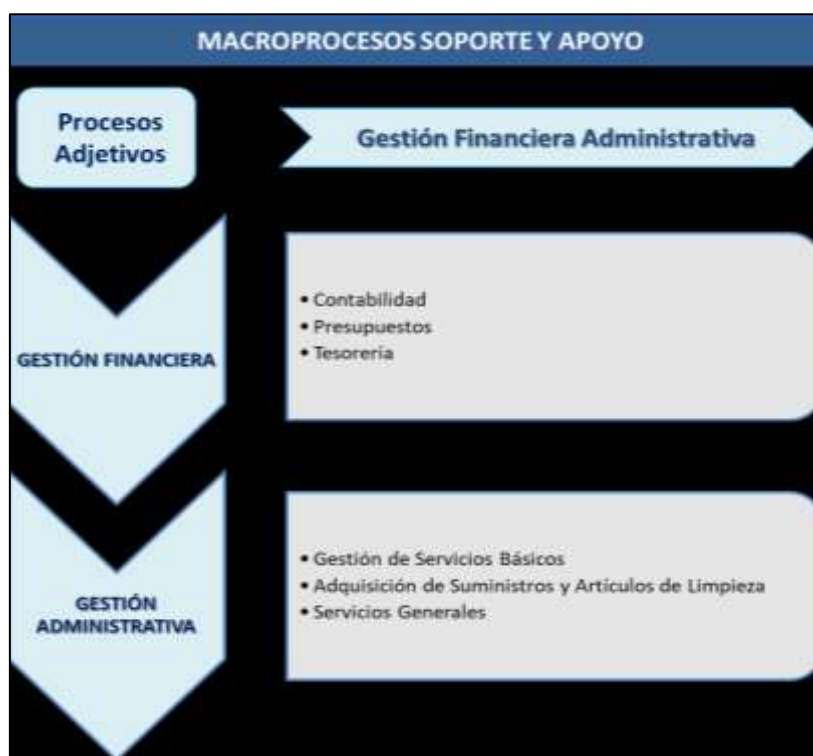 MACROPROCESOS SOPORTE Y APOYO
Procesos
Adjetivos
Gestión Financiera Administrativa
GESTIÓN FINANCIERA
• Contabilidad
• Presupuestos
• Tesorería
GESTIÓN
ADMINISTRATIVA
• Gestión de Servicios Básicos
• Adquisición de Suministros y Artículos de Limpieza
• Servicios Generales